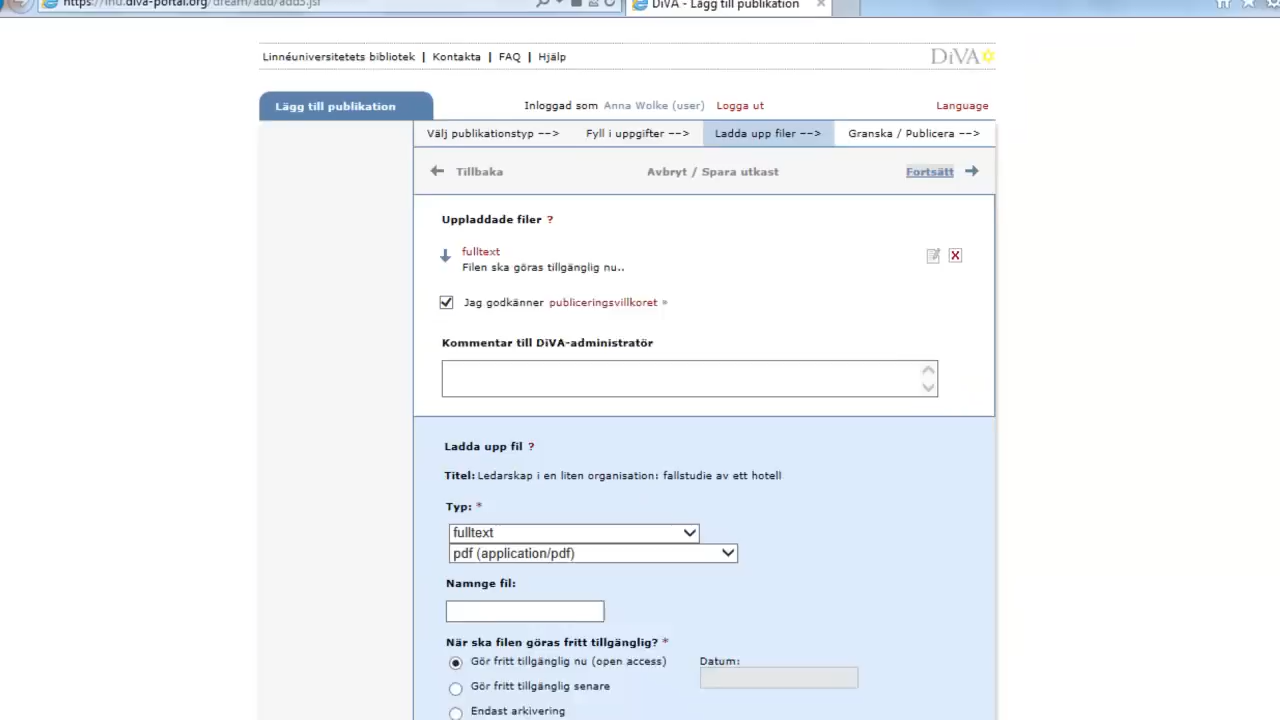 https://lnu.diva-portal.org/dream/add/add3.jsf
DiVA - Lägg till publikation
Linnéuniversitetets bibliotek | Kontakta | FAQ | Hjälp
DiVA
Lägg till publikation
Inloggad som Anna Wolke (user) Logga ut
Language
Välj publikationstyp --> Fyll i uppgifter --> Ladda upp filer --> Granska / Publicera -->
Tillbaka
Avbryt / Spara utkast
Fortsätt
Uppladdade filer ?
fulltext
Filen ska göras tillgänglig nu..
X
Jag godkänner publiceringsvillkoret »
Kommentar till DiVA-administratör
Ladda upp fil ?
Titel: Ledarskap i en liten organisation: fallstudie av ett hotell
Typ: *
fulltext
pdf (application/pdf)
Namnge fil:
När ska filen göras fritt tillgänglig? *
Gör fritt tillgänglig nu (open access)
Datum:
Gör fritt tillgänglig senare
Endast arkivering